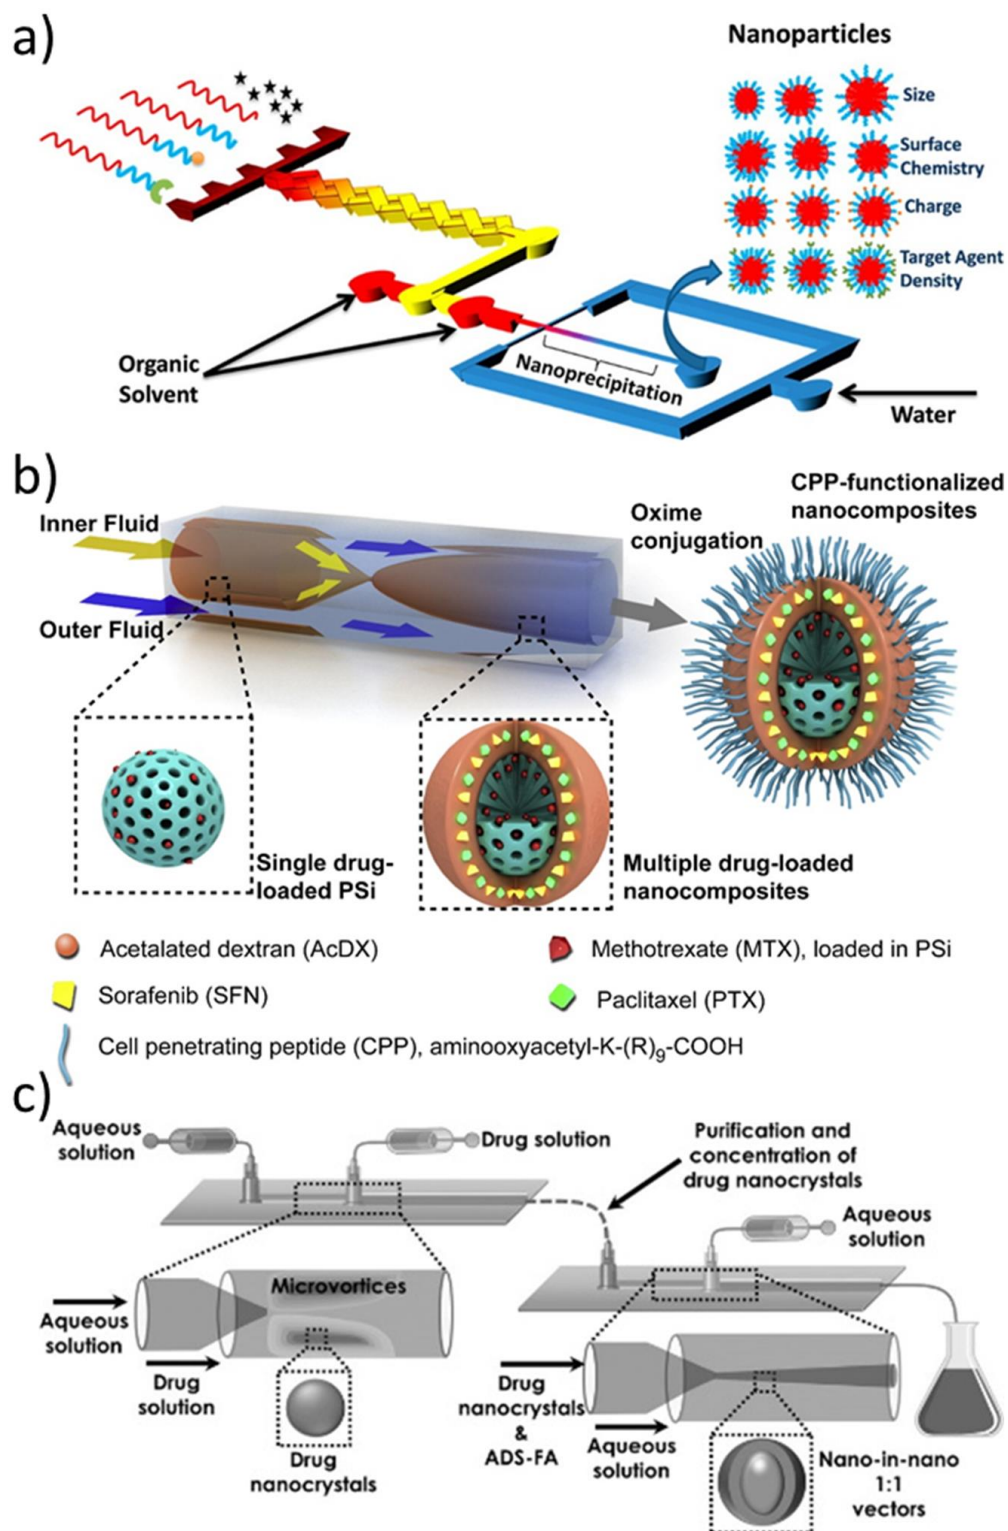 a)
Nanoparticles
Size
Surface
Chemistry
Charge
Target Agent
Density
Organic
Solvent
Nanoprecipitation
Water
b)
Inner Fluid
Outer Fluid
Oxime
conjugation
CPP-functionalized
nanocomposites
Single drug-
loaded PSi
Multiple drug-loaded
nanocomposites
Acetalated dextran (AcDX)
Methotrexate (MTX), loaded in PSi
Sorafenib (SFN)
Paclitaxel (PTX)
Cell penetrating peptide (CPP), aminooxyacetyl-K-(R)₉-COOH
c)
Aqueous
solution
Drug solution
Purification and
concentration of
drug nanocrystals
Aqueous
solution
Microvortices
Aqueous
solution
Drug
solution
Drug
nanocrystals
Drug
nanocrystals
&
ADS-FA
Aqueous
solution
Nano-in-nano
1:1
vectors